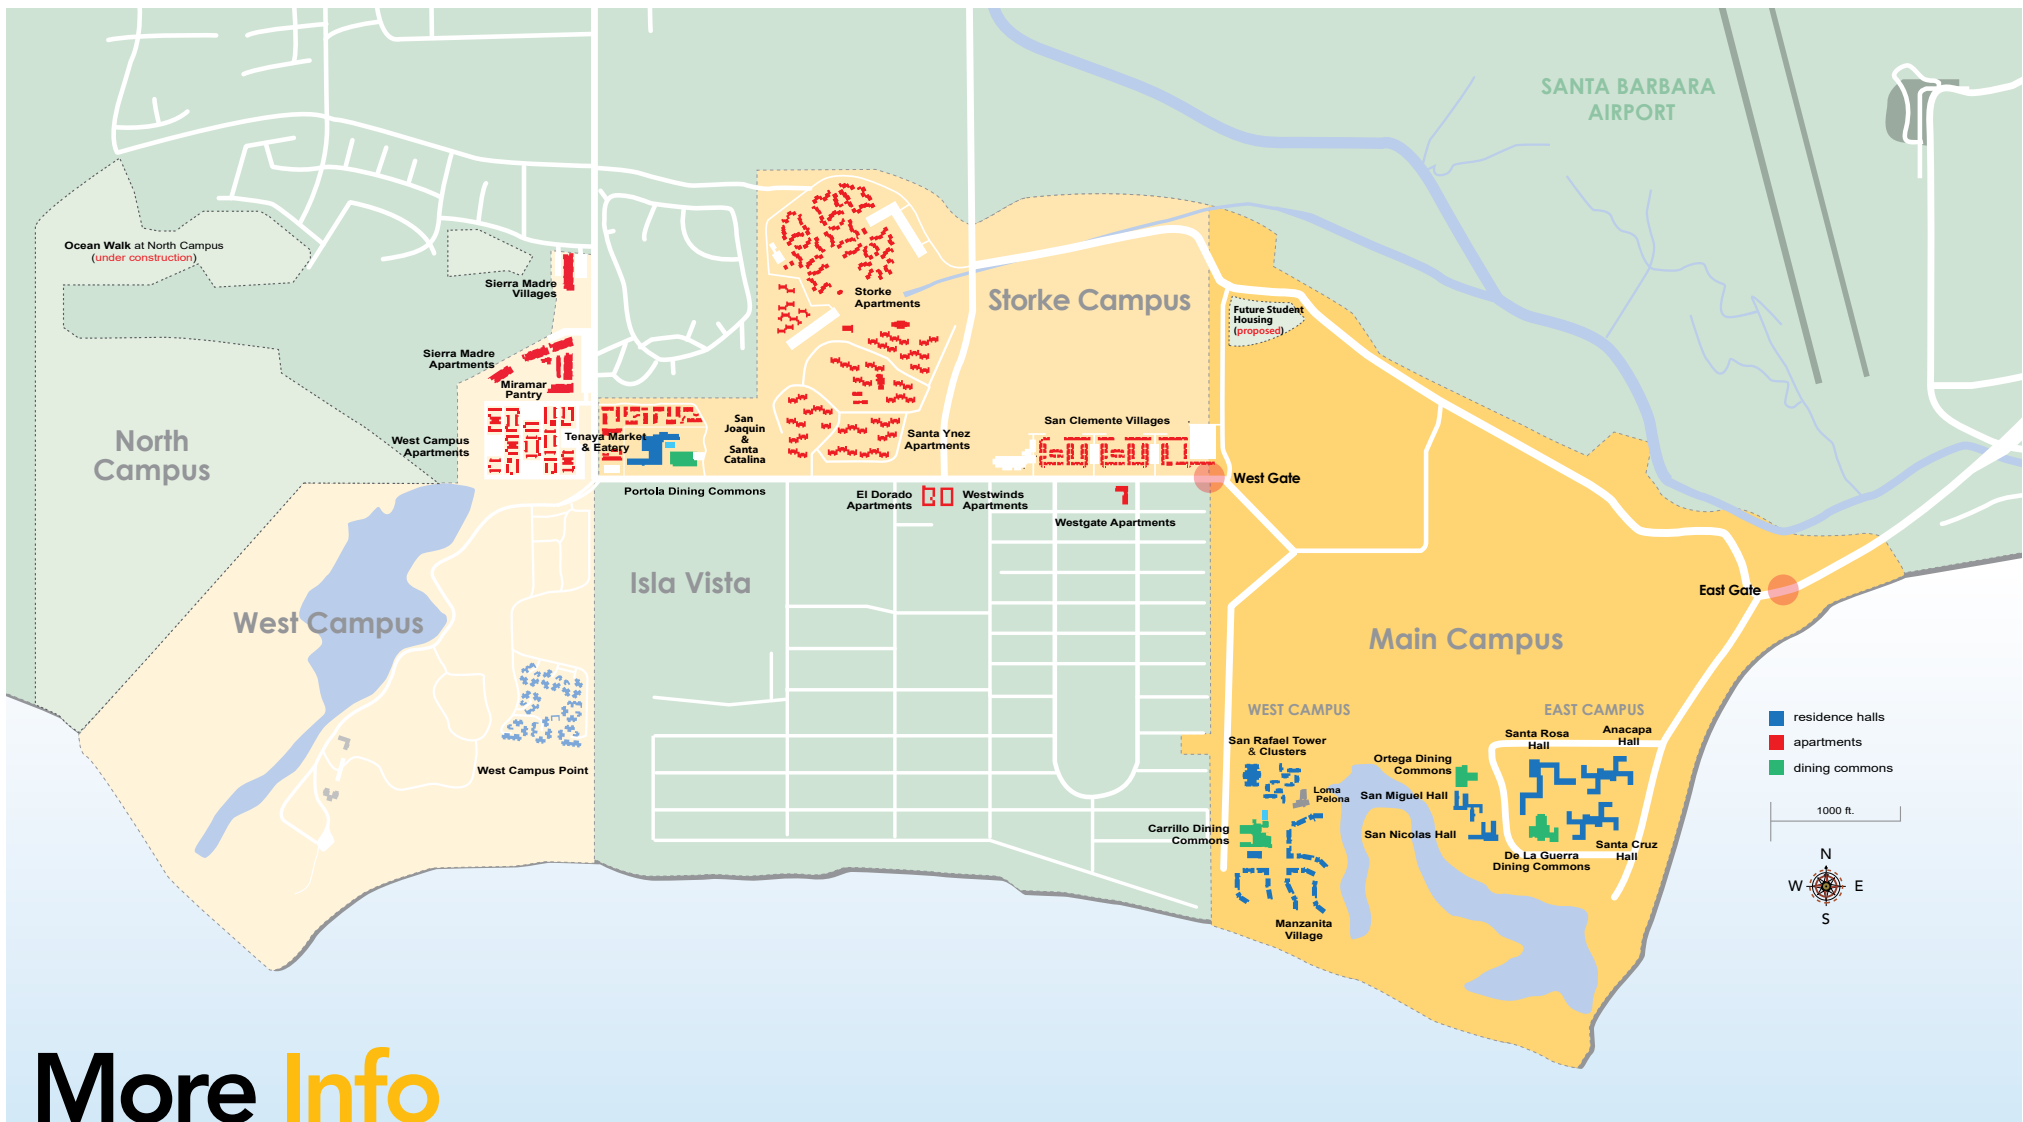 SANTA BARBARA
AIRPORT
Ocean Walk at North Campus
(under construction)
Sierra Madre
Villages
Storke
Apartments
Storke Campus
Future Student
Housing
(proposed)
Sierra Madre
Apartments
Miramar
Pantry
North
Campus
West Campus
Apartments
Tenaya Market
& Eatery
San
Joaquin
&
Santa
Catalina
Santa Ynez
Apartments
San Clemente Villages
Portola Dining Commons
El Dorado
Apartments
Westwinds
Apartments
Westgate Apartments
West Gate
Isla Vista
East Gate
West Campus
Main Campus
West Campus Point
WEST CAMPUS
EAST CAMPUS
San Rafael Tower
& Clusters
Loma
Pelona
Carrillo Dining
Commons
Manzanita
Village
Ortega Dining
Commons
San Miguel Hall
San Nicolas Hall
Santa Rosa
Hall
Anacapa
Hall
De La Guerra
Dining Commons
Santa Cruz
Hall
residence halls
apartments
dining commons
1000 ft.
N
W E
S
More Info